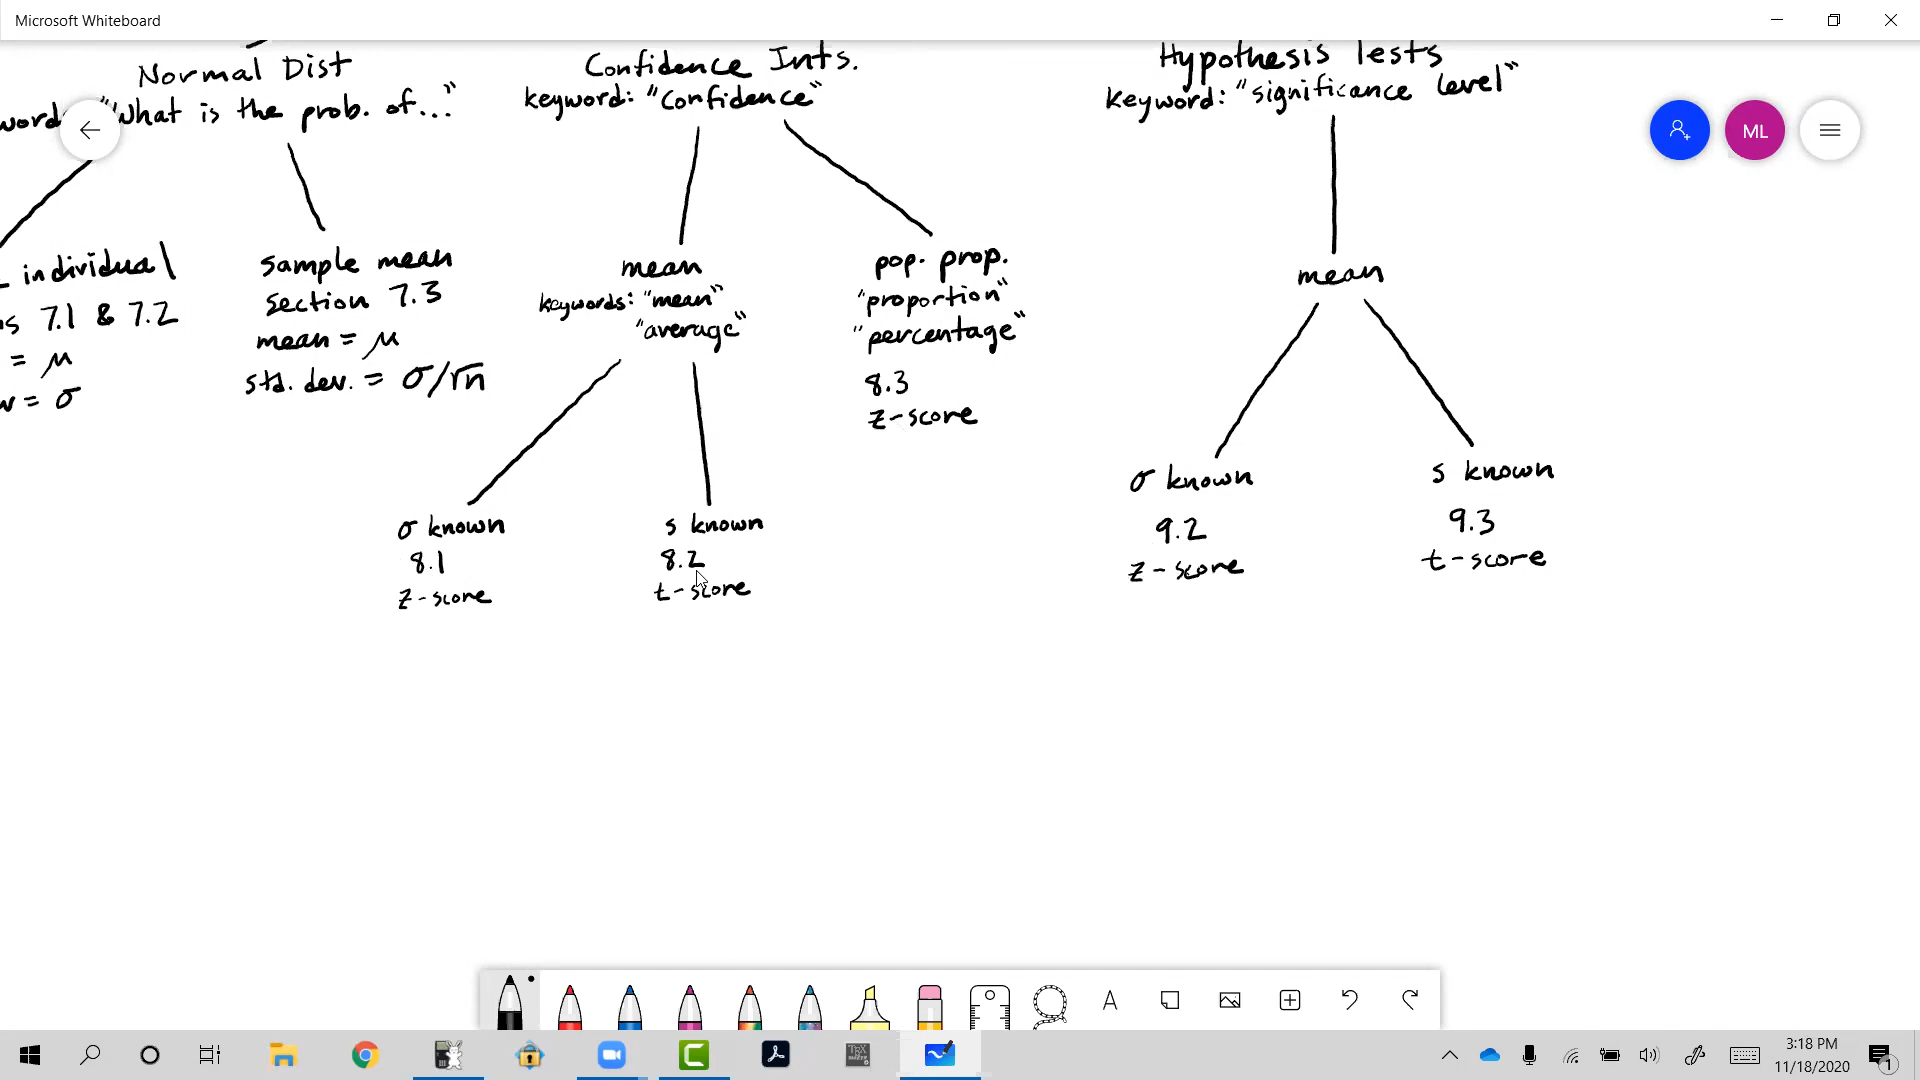 Microsoft Whiteboard
Normal Dist
word: "What is the prob. of..."
individual
7.1 & 7.2
= μ
= σ
sample mean
section 7.3
mean = μ
std. dev. = σ/√n
Confidence Ints.
keyword: "Confidence"
mean
keywords: "mean"
"average"
σ known
8.1
z-score
s known
8.2
t-score
pop. prop.
"proportion"
"percentage"
8.3
z-score
Hypothesis Tests
Keyword: "significance level"
mean
σ known
9.2
z-score
s known
9.3
t-score
ML
3:18 PM
11/18/2020
1